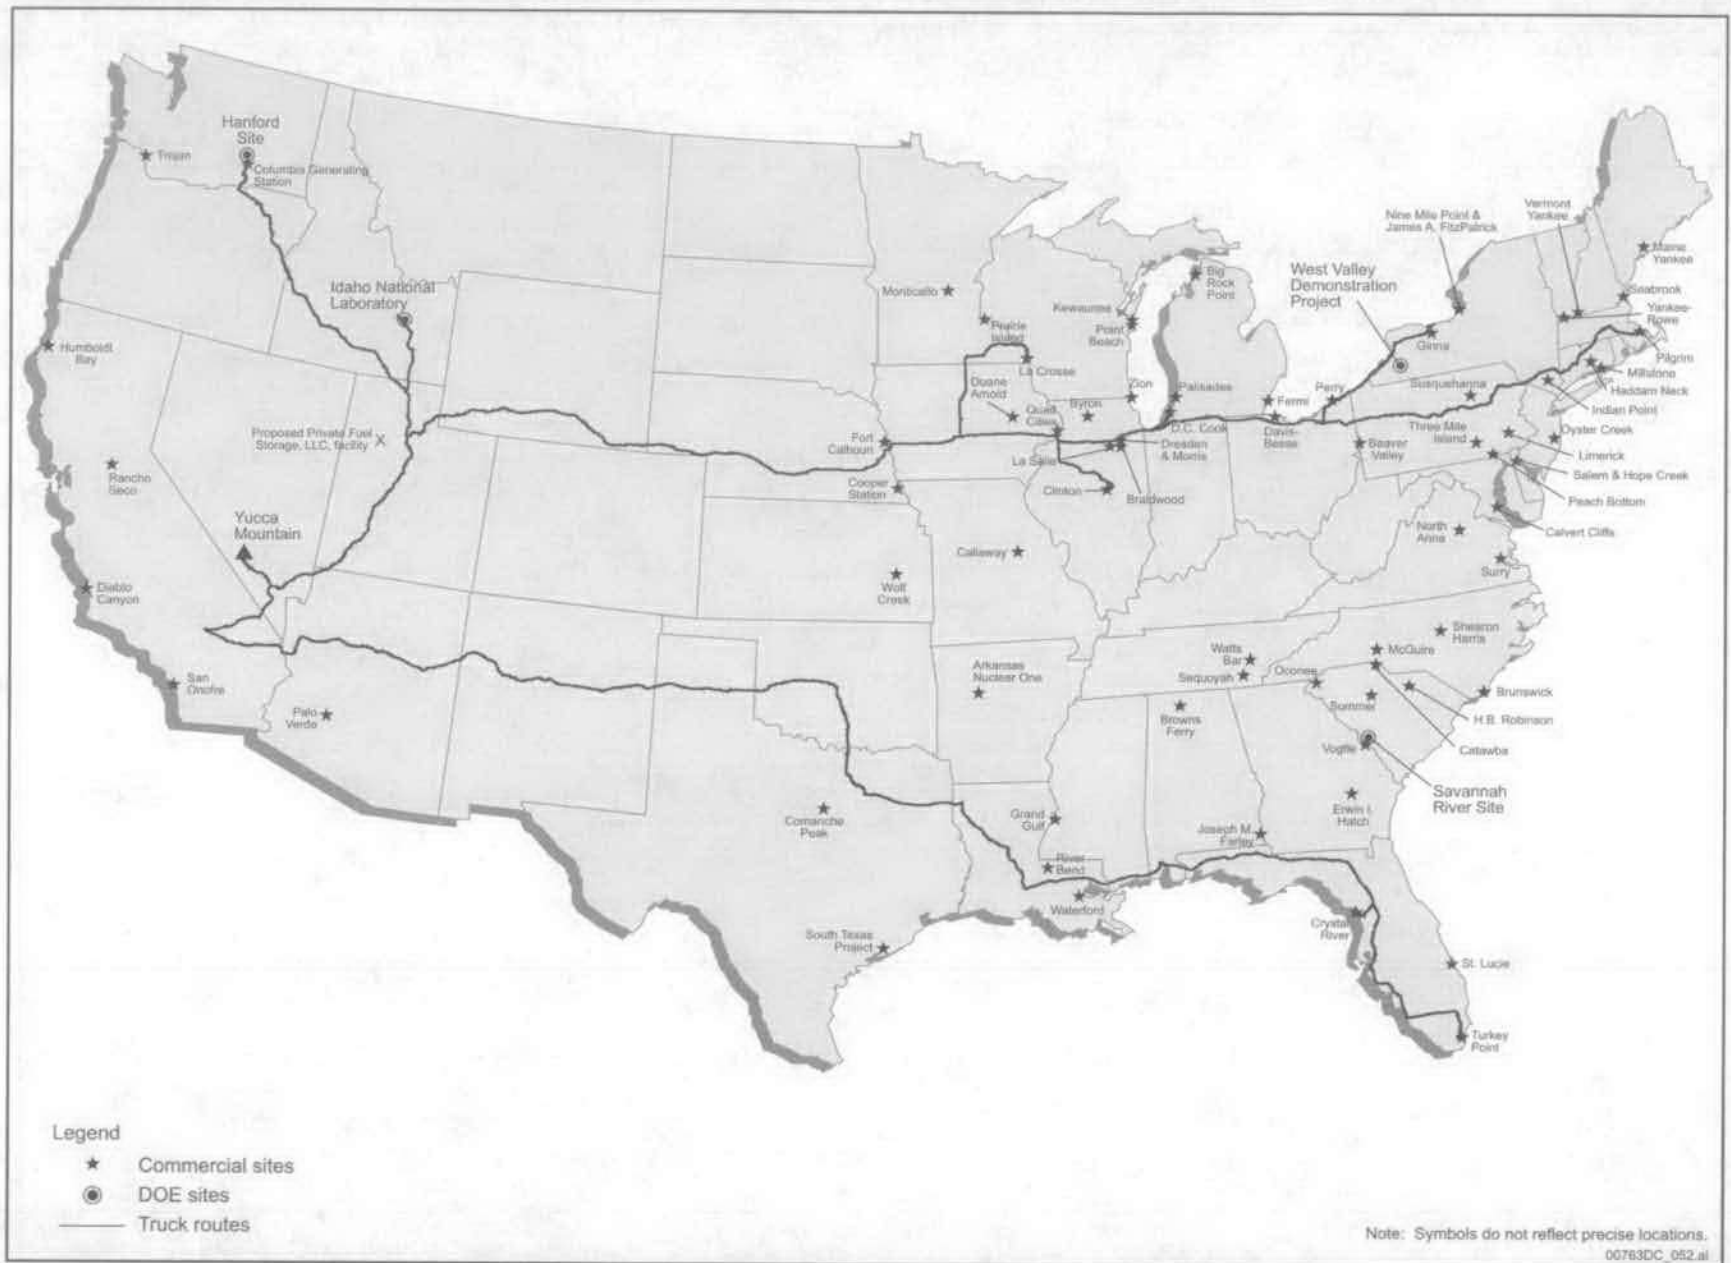 Hanford
Site
Trojan
Columbia Generating
Station
Idaho National
Laboratory
Humboldt
Bay
Proposed Private Fuel
Storage, LLC, facility
Rancho
Seco
Yucca
Mountain
Diablo
Canyon
San
Onofre
Palo
Verde
Monticello
Prairie
Island
La Crosse
Kewaunee
Point
Beach
Big
Rock
Point
Duane
Arnold
Quad
Cities
Byron
Zion
Palisades
D.C. Cook
Fermi
Davis-
Besse
Perry
Fort
Calhoun
Cooper
Station
La Salle
Clinton
Dresden
& Morris
Braidwood
Callaway
Wolf
Creek
Arkansas
Nuclear One
Comanche
Peak
South Texas
Project
Grand
Gulf
River
Bend
Waterford
Nine Mile Point &
James A. FitzPatrick
Vermont
Yankee
Maine
Yankee
Seabrook
Yankee-
Rowe
Pilgrim
Millstone
Haddam Neck
Indian Point
West Valley
Demonstration
Project
Ginna
Susquehanna
Three Mile
Island
Beaver
Valley
Oyster Creek
Limerick
Salem & Hope Creek
Peach Bottom
Calvert Cliffs
North
Anna
Surry
Shearon
Harris
McGuire
Watts
Bar
Sequoyah
Oconee
Summer
Brunswick
H.B. Robinson
Catawba
Browns
Ferry
Vogtle
Savannah
River Site
Erwin I.
Hatch
Joseph M.
Farley
Crystal
River
St. Lucie
Turkey
Point
Legend
Commercial sites
DOE sites
Truck routes
Note: Symbols do not reflect precise locations.
00763DC_052.ai